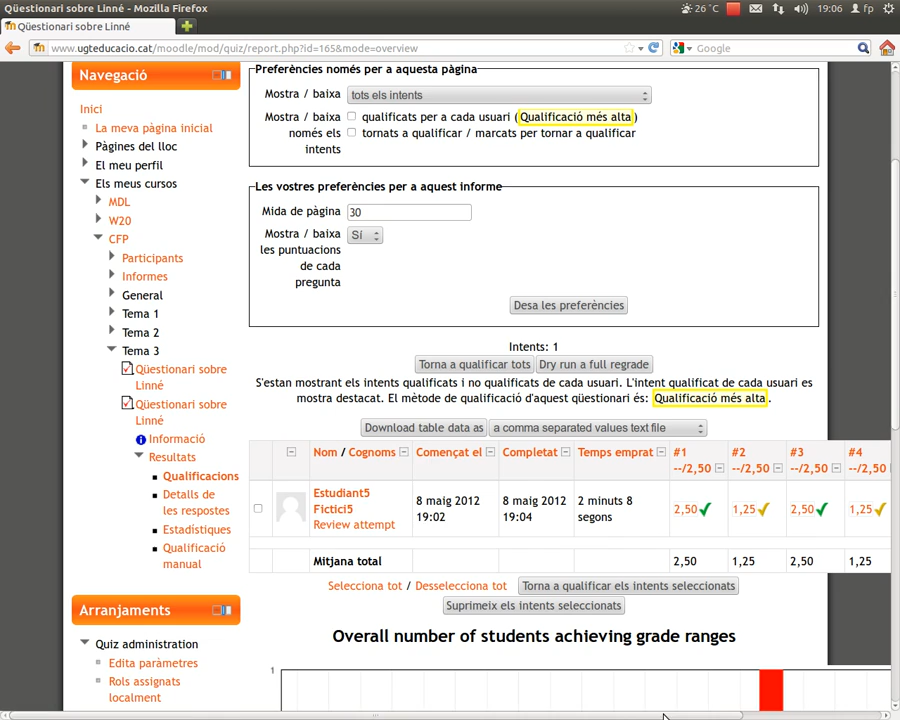 Qüestionari sobre Linné - Mozilla Firefox
26 °C
19:06
fp
Qüestionari sobre Linné
www.ugteducacio.cat/moodle/mod/quiz/report.php?id=165&mode=overview
Google
Navegació
Inici
La meva pàgina inicial
Pàgines del lloc
El meu perfil
Els meus cursos
MDL
W20
CFP
Participants
Informes
General
Tema 1
Tema 2
Tema 3
Qüestionari sobre
Linné
Qüestionari sobre
Linné
Informació
Resultats
Qualificacions
Detalls de
les respostes
Estadístiques
Qualificació
manual
Arranjaments
Quiz administration
Edita paràmetres
Rols assignats
localment
Preferències només per a aquesta pàgina
Mostra / baixa
tots els intents
Mostra / baixa
només els
intents
qualificats per a cada usuari (Qualificació més alta)
tornats a qualificar / marcats per tornar a qualificar
Les vostres preferències per a aquest informe
Mida de pàgina
30
Mostra / baixa
les puntuacions
de cada
pregunta
Sí
Desa les preferències
Intents: 1
Torna a qualificar tots
Dry run a full regrade
S'estan mostrant els intents qualificats i no qualificats de cada usuari. L'intent qualificat de cada usuari es
mostra destacat. El mètode de qualificació d'aquest qüestionari és: Qualificació més alta.
Download table data as
a comma separated values text file
Nom / Cognoms
Començat el
Completat
Temps emprat
#1
--/2,50
#2
--/2,50
#3
--/2,50
#4
--/2,50
Estudiant5
Fictici5
Review attempt
8 maig 2012
19:02
8 maig 2012
19:04
2 minuts 8
segons
2,50
1,25
2,50
1,25
Mitjana total
2,50
1,25
2,50
1,25
Selecciona tot / Desselecciona tot
Torna a qualificar els intents seleccionats
Suprimeix els intents seleccionats
Overall number of students achieving grade ranges
1